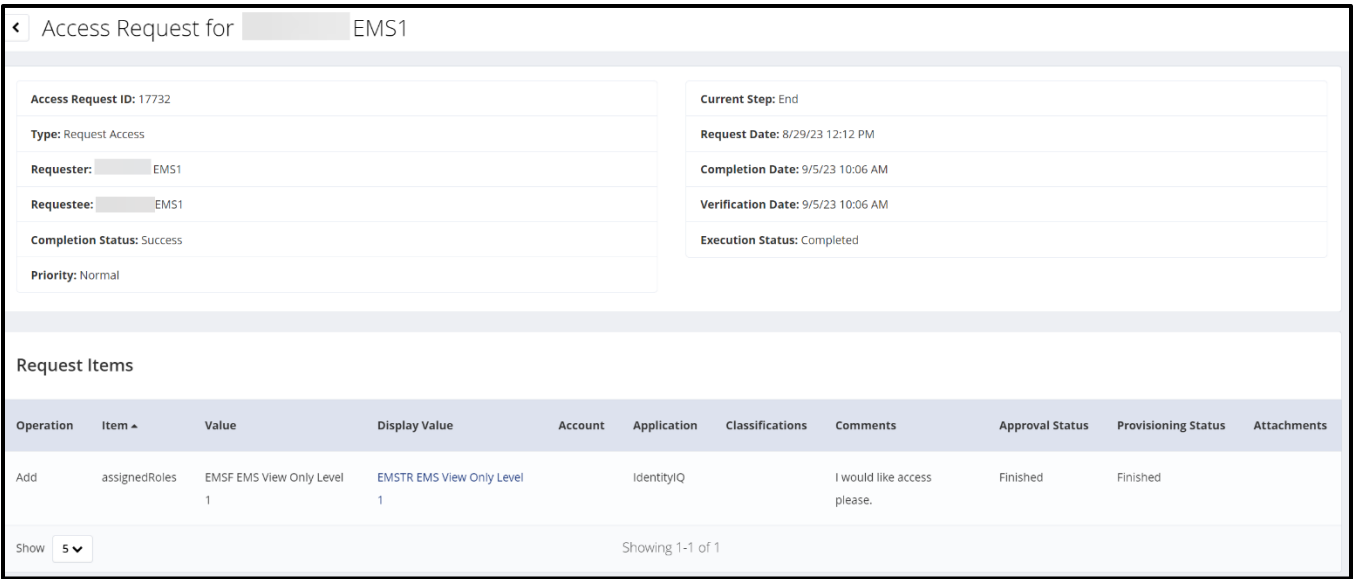 Access Request for EMS1
Access Request ID: 17732
Type: Request Access
Requester: EMS1
Requestee: EMS1
Completion Status: Success
Priority: Normal
Current Step: End
Request Date: 8/29/23 12:12 PM
Completion Date: 9/5/23 10:06 AM
Verification Date: 9/5/23 10:06 AM
Execution Status: Completed
Request Items
Operation Item Value Display Value Account Application Classifications Comments Approval Status Provisioning Status Attachments
Add assignedRoles EMSF EMS View Only Level EMSTR EMS View Only Level IdentityIQ I would like access Finished Finished
1 1 please.
Show 5 Showing 1-1 of 1